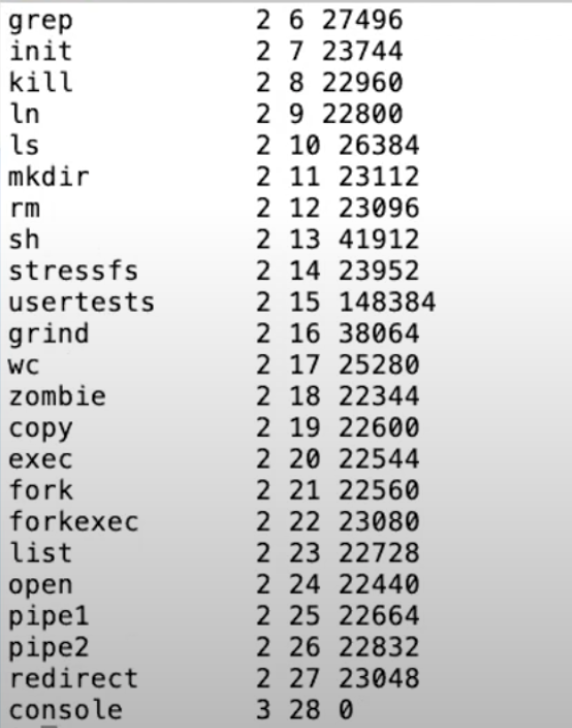 grep 2 6 27496
init 2 7 23744
kill 2 8 22960
ln 2 9 22800
ls 2 10 26384
mkdir 2 11 23112
rm 2 12 23096
sh 2 13 41912
stressfs 2 14 23952
usertests 2 15 148384
grind 2 16 38064
wc 2 17 25280
zombie 2 18 22344
copy 2 19 22600
exec 2 20 22544
fork 2 21 22560
forkexec 2 22 23080
list 2 23 22728
open 2 24 22440
pipe1 2 25 22664
pipe2 2 26 22832
redirect 2 27 23048
console 3 28 0